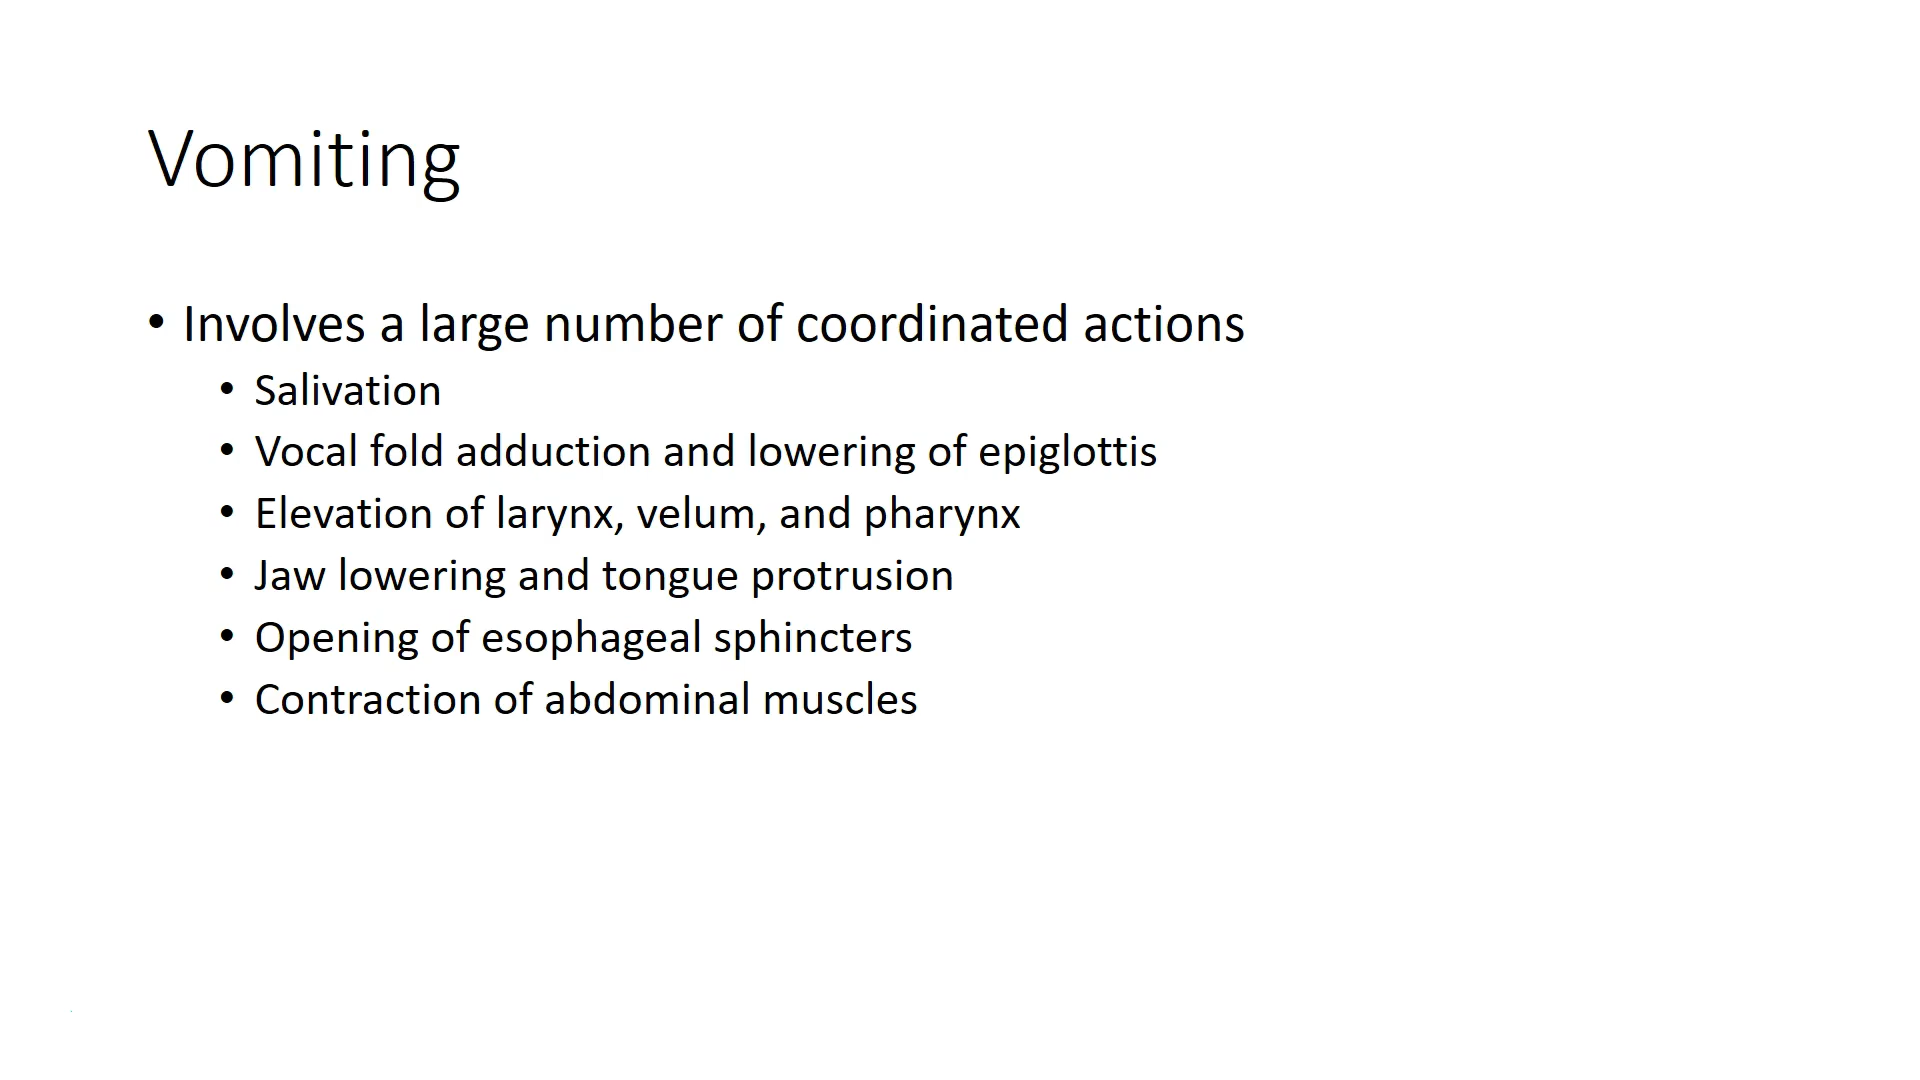 Vomiting
• Involves a large number of coordinated actions
• Salivation
• Vocal fold adduction and lowering of epiglottis
• Elevation of larynx, velum, and pharynx
• Jaw lowering and tongue protrusion
• Opening of esophageal sphincters
• Contraction of abdominal muscles